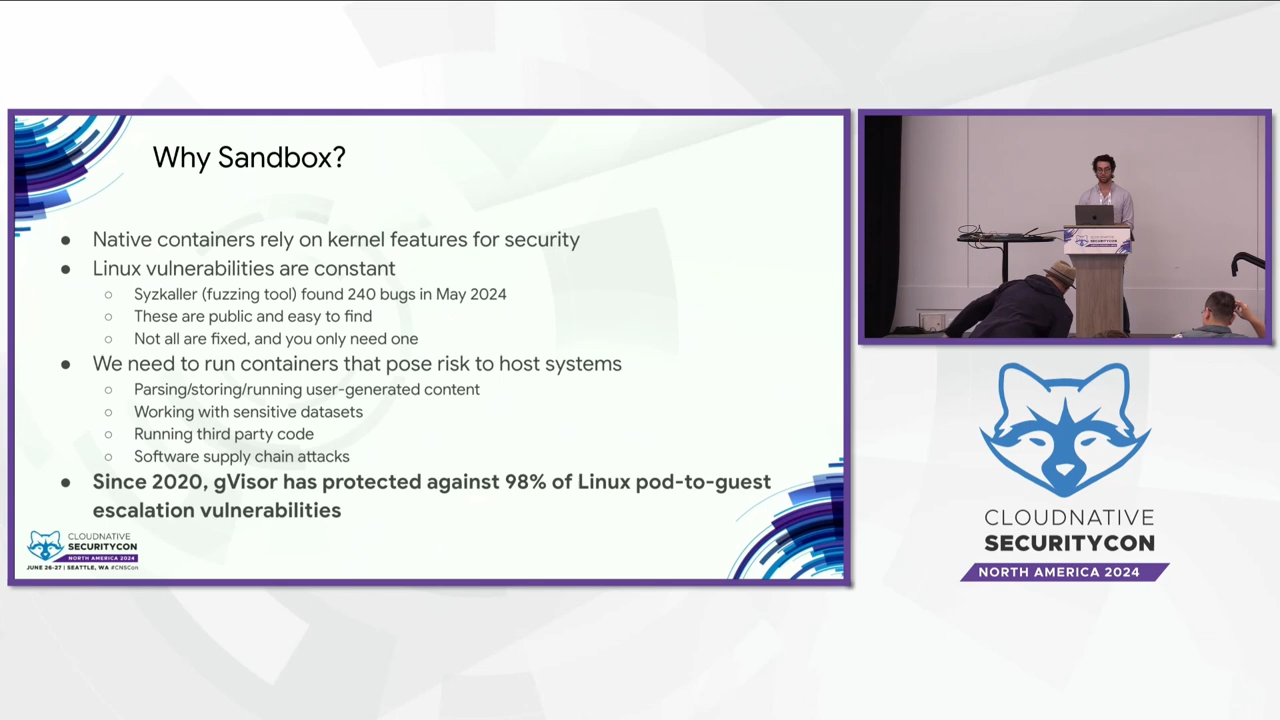 Why Sandbox?
● Native containers rely on kernel features for security
● Linux vulnerabilities are constant
○ Syzkaller (fuzzing tool) found 240 bugs in May 2024
○ These are public and easy to find
○ Not all are fixed, and you only need one
● We need to run containers that pose risk to host systems
○ Parsing/storing/running user-generated content
○ Working with sensitive datasets
○ Running third party code
○ Software supply chain attacks
● Since 2020, gVisor has protected against 98% of Linux pod-to-guest
escalation vulnerabilities
CLOUDNATIVE
SECURITYCON
NORTH AMERICA 2024
JUNE 26-27 | SEATTLE, WA #CNSCon
CLOUDNATIVE
SECURITYCON
CLOUDNATIVE
SECURITYCON
NORTH AMERICA 2024